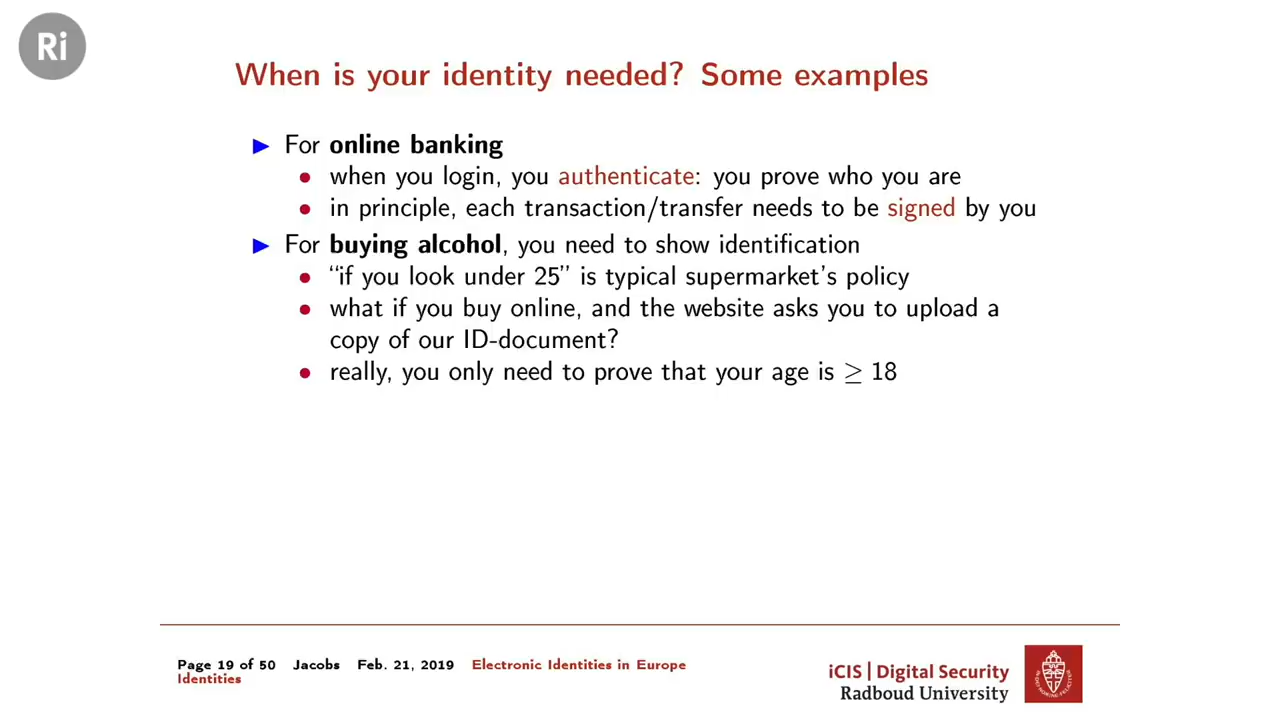 Ri
When is your identity needed? Some examples
▶ For online banking
• when you login, you authenticate: you prove who you are
• in principle, each transaction/transfer needs to be signed by you
▶ For buying alcohol, you need to show identification
• “if you look under 25” is typical supermarket's policy
• what if you buy online, and the website asks you to upload a
copy of our ID-document?
• really, you only need to prove that your age is ≥ 18
Page 19 of 50 Jacobs Feb. 21, 2019 Electronic Identities in Europe
Identities
iCIS | Digital Security
Radboud University